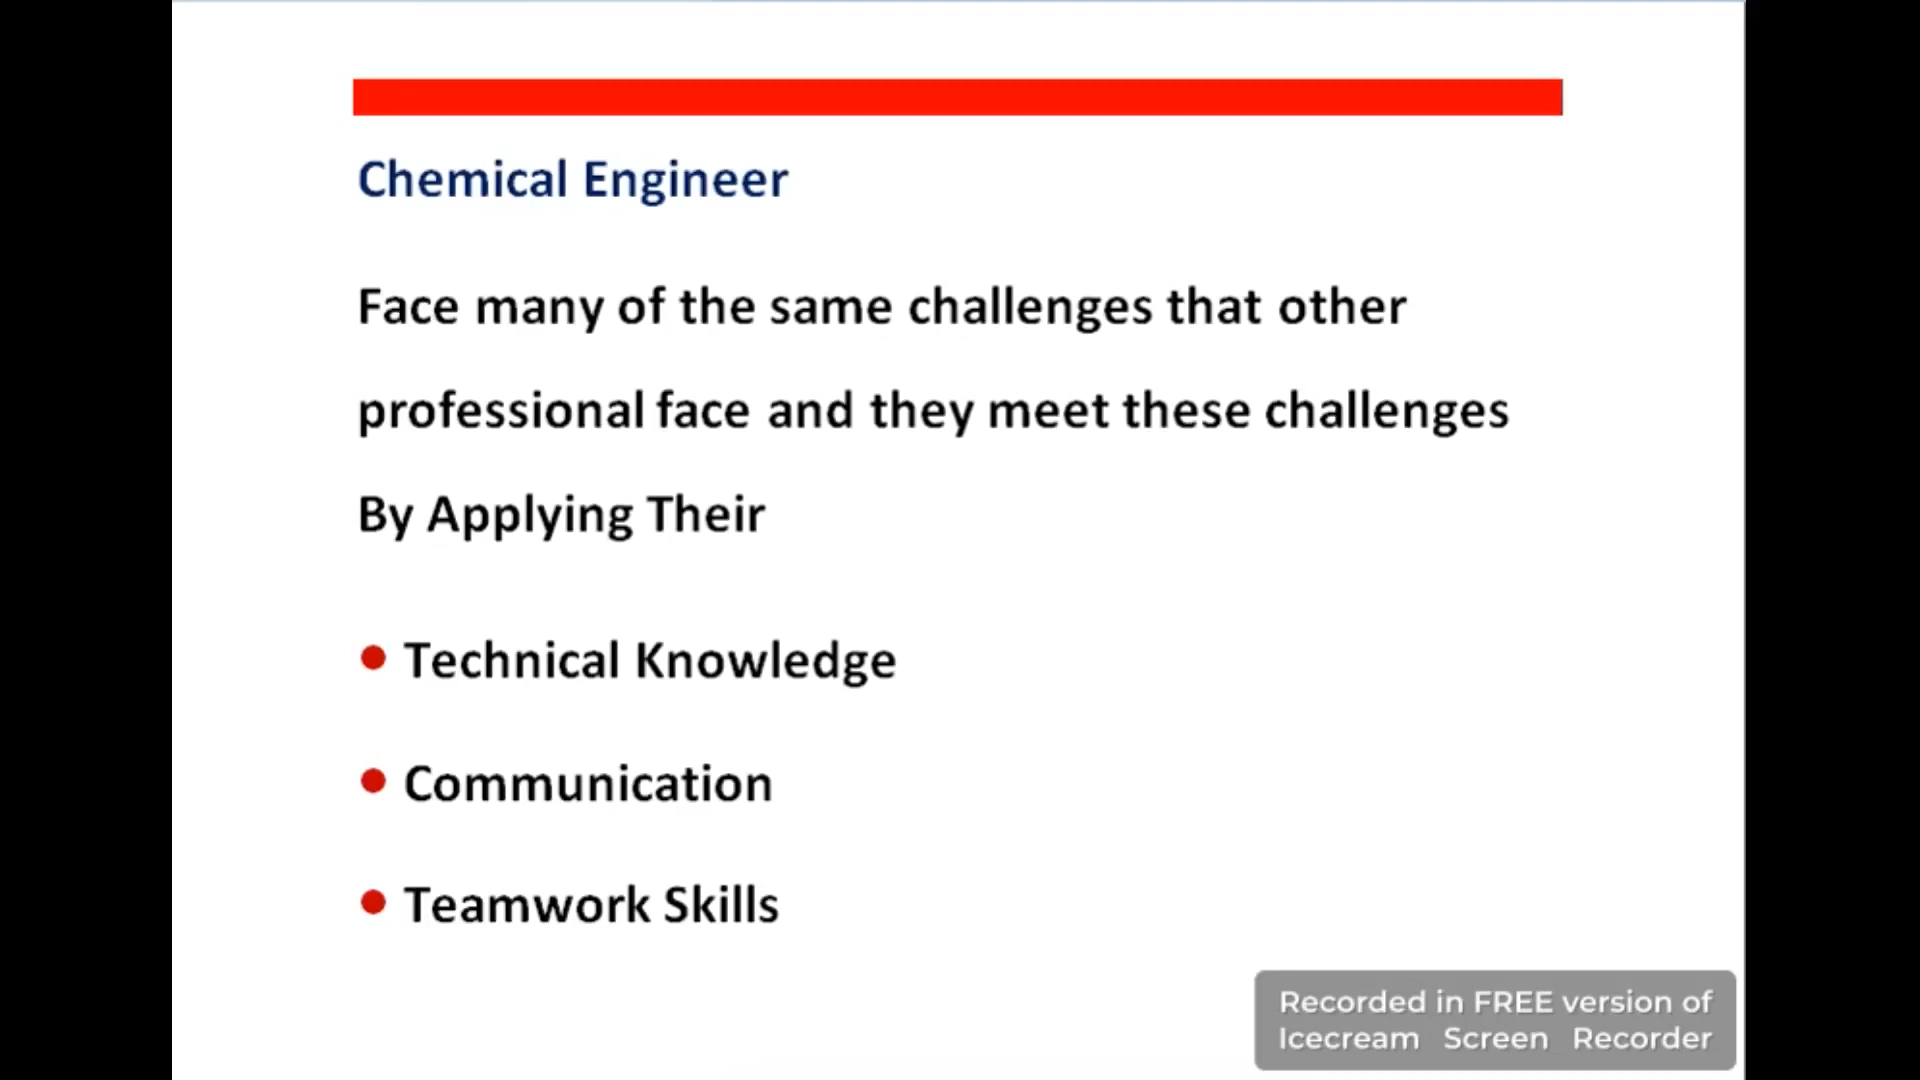 Chemical Engineer
Face many of the same challenges that other
professional face and they meet these challenges
By Applying Their
• Technical Knowledge
• Communication
• Teamwork Skills
Recorded in FREE version of
Icecream Screen Recorder